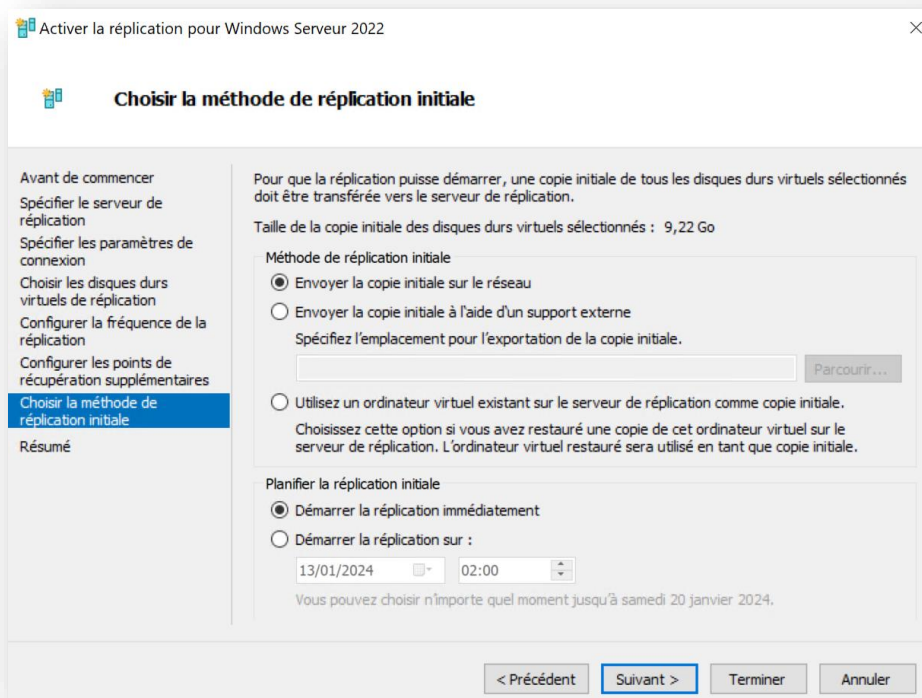 Activer la réplication pour Windows Serveur 2022
Choisir la méthode de réplication initiale
Avant de commencer
Spécifier le serveur de
réplication
Spécifier les paramètres de
connexion
Choisir les disques durs
virtuels de réplication
Configurer la fréquence de la
réplication
Configurer les points de
récupération supplémentaires
Choisir la méthode de
réplication initiale
Résumé
Pour que la réplication puisse démarrer, une copie initiale de tous les disques durs virtuels sélectionnés
doit être transférée vers le serveur de réplication.
Taille de la copie initiale des disques durs virtuels sélectionnés : 9,22 Go
Méthode de réplication initiale
Envoyer la copie initiale sur le réseau
Envoyer la copie initiale à l'aide d'un support externe
Spécifiez l'emplacement pour l'exportation de la copie initiale.
Parcourir...
Utilisez un ordinateur virtuel existant sur le serveur de réplication comme copie initiale.
Choisissez cette option si vous avez restauré une copie de cet ordinateur virtuel sur le
serveur de réplication. L'ordinateur virtuel restauré sera utilisé en tant que copie initiale.
Planifier la réplication initiale
Démarrer la réplication immédiatement
Démarrer la réplication sur :
13/01/2024 02:00
Vous pouvez choisir n'importe quel moment jusqu'à samedi 20 janvier 2024.
< Précédent Suivant > Terminer Annuler